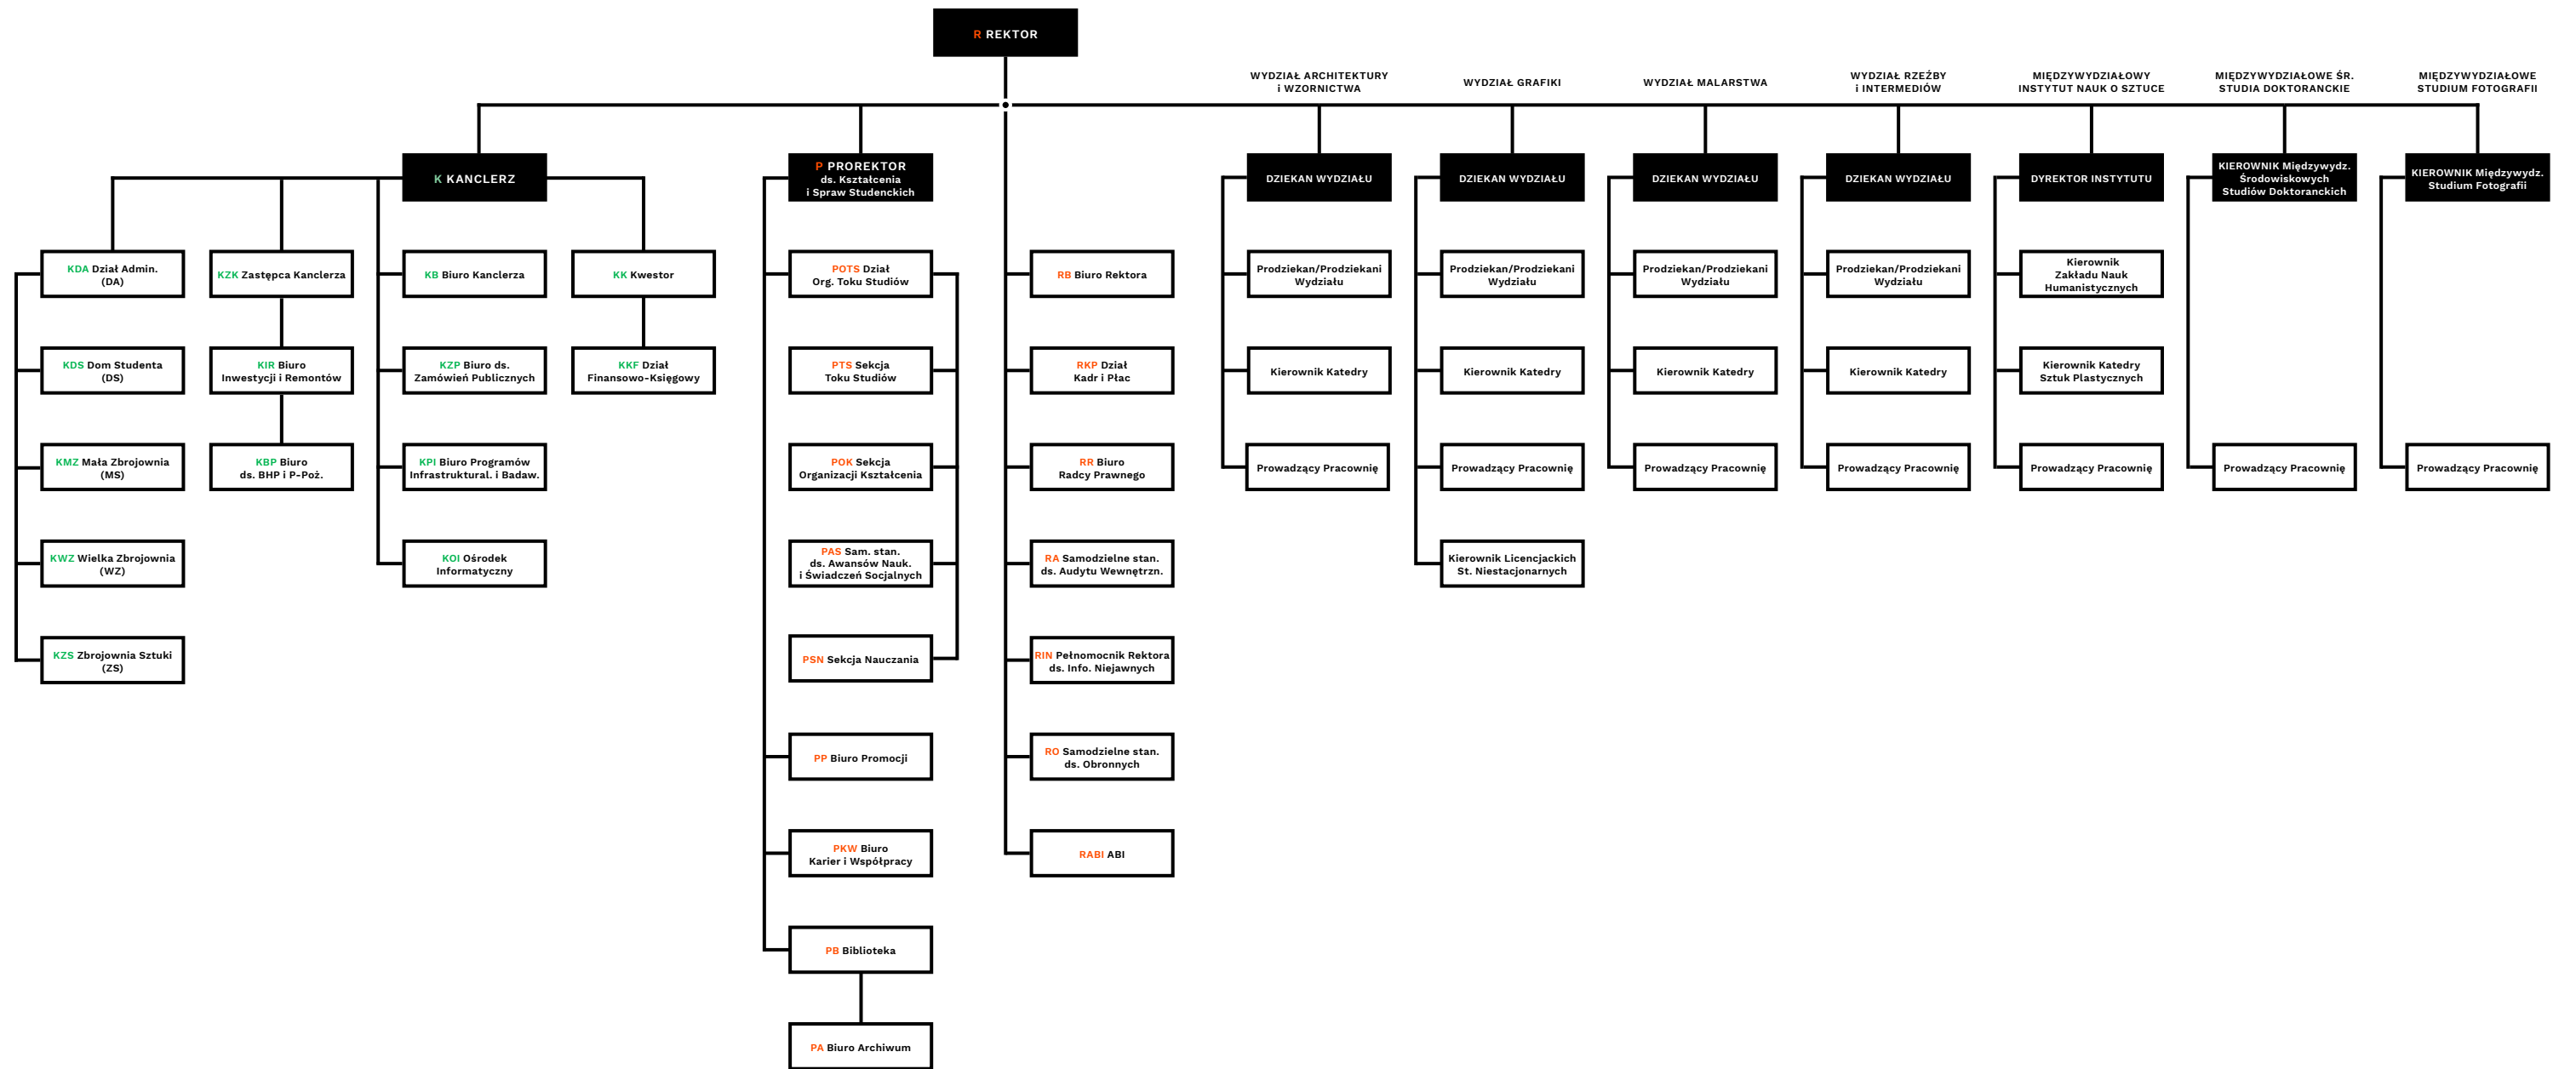 R REKTOR
WYDZIAŁ ARCHITEKTURY
i WZORNICTWA
WYDZIAŁ GRAFIKI
WYDZIAŁ MALARSTWA
WYDZIAŁ RZEŹBY
i INTERMEDIÓW
MIĘDZYWYDZIAŁOWY
INSTYTUT NAUK O SZTUCE
MIĘDZYWYDZIAŁOWE ŚR.
STUDIA DOKTORANCKIE
MIĘDZYWYDZIAŁOWE
STUDIUM FOTOGRAFII
K KANCLERZ
P PROREKTOR
ds. Kształcenia
i Spraw Studenckich
DZIEKAN WYDZIAŁU
DZIEKAN WYDZIAŁU
DZIEKAN WYDZIAŁU
DZIEKAN WYDZIAŁU
DYREKTOR INSTYTUTU
KIEROWNIK Międzywydz.
Środowiskowych
Studiów Doktoranckich
KIEROWNIK Międzywydz.
Studium Fotografii
KDA Dział Admin.
(DA)
KZK Zastępca Kanclerza
KB Biuro Kanclerza
KK Kwestor
POTS Dział
Org. Toku Studiów
RB Biuro Rektora
Prodziekan/Prodziekani
Wydziału
Prodziekan/Prodziekani
Wydziału
Prodziekan/Prodziekani
Wydziału
Prodziekan/Prodziekani
Wydziału
Kierownik
Zakładu Nauk
Humanistycznych
KDS Dom Studenta
(DS)
KIR Biuro
Inwestycji i Remontów
KZP Biuro ds.
Zamówień Publicznych
KKF Dział
Finansowo-Księgowy
PTS Sekcja
Toku Studiów
RKP Dział
Kadr i Płac
Kierownik Katedry
Kierownik Katedry
Kierownik Katedry
Kierownik Katedry
Kierownik Katedry
Sztuk Plastycznych
KMZ Mała Zbrojownia
(MS)
KBP Biuro
ds. BHP i P-Poż.
KPI Biuro Programów
Infrastruktural. i Badaw.
POK Sekcja
Organizacji Kształcenia
RR Biuro
Radcy Prawnego
Prowadzący Pracownię
Prowadzący Pracownię
Prowadzący Pracownię
Prowadzący Pracownię
Prowadzący Pracownię
Prowadzący Pracownię
Prowadzący Pracownię
KWZ Wielka Zbrojownia
(WZ)
KOI Ośrodek
Informatyczny
PAS Sam. stan.
ds. Awansów Nauk.
i Świadczeń Socjalnych
RA Samodzielne stan.
ds. Audytu Wewnętrzn.
Kierownik Licencjackich
St. Niestacjonarnych
KZS Zbrojownia Sztuki
(ZS)
PSN Sekcja Nauczania
RIN Pełnomocnik Rektora
ds. Info. Niejawnych
PP Biuro Promocji
RO Samodzielne stan.
ds. Obronnych
PKW Biuro
Karier i Współpracy
RABI ABI
PB Biblioteka
PA Biuro Archiwum